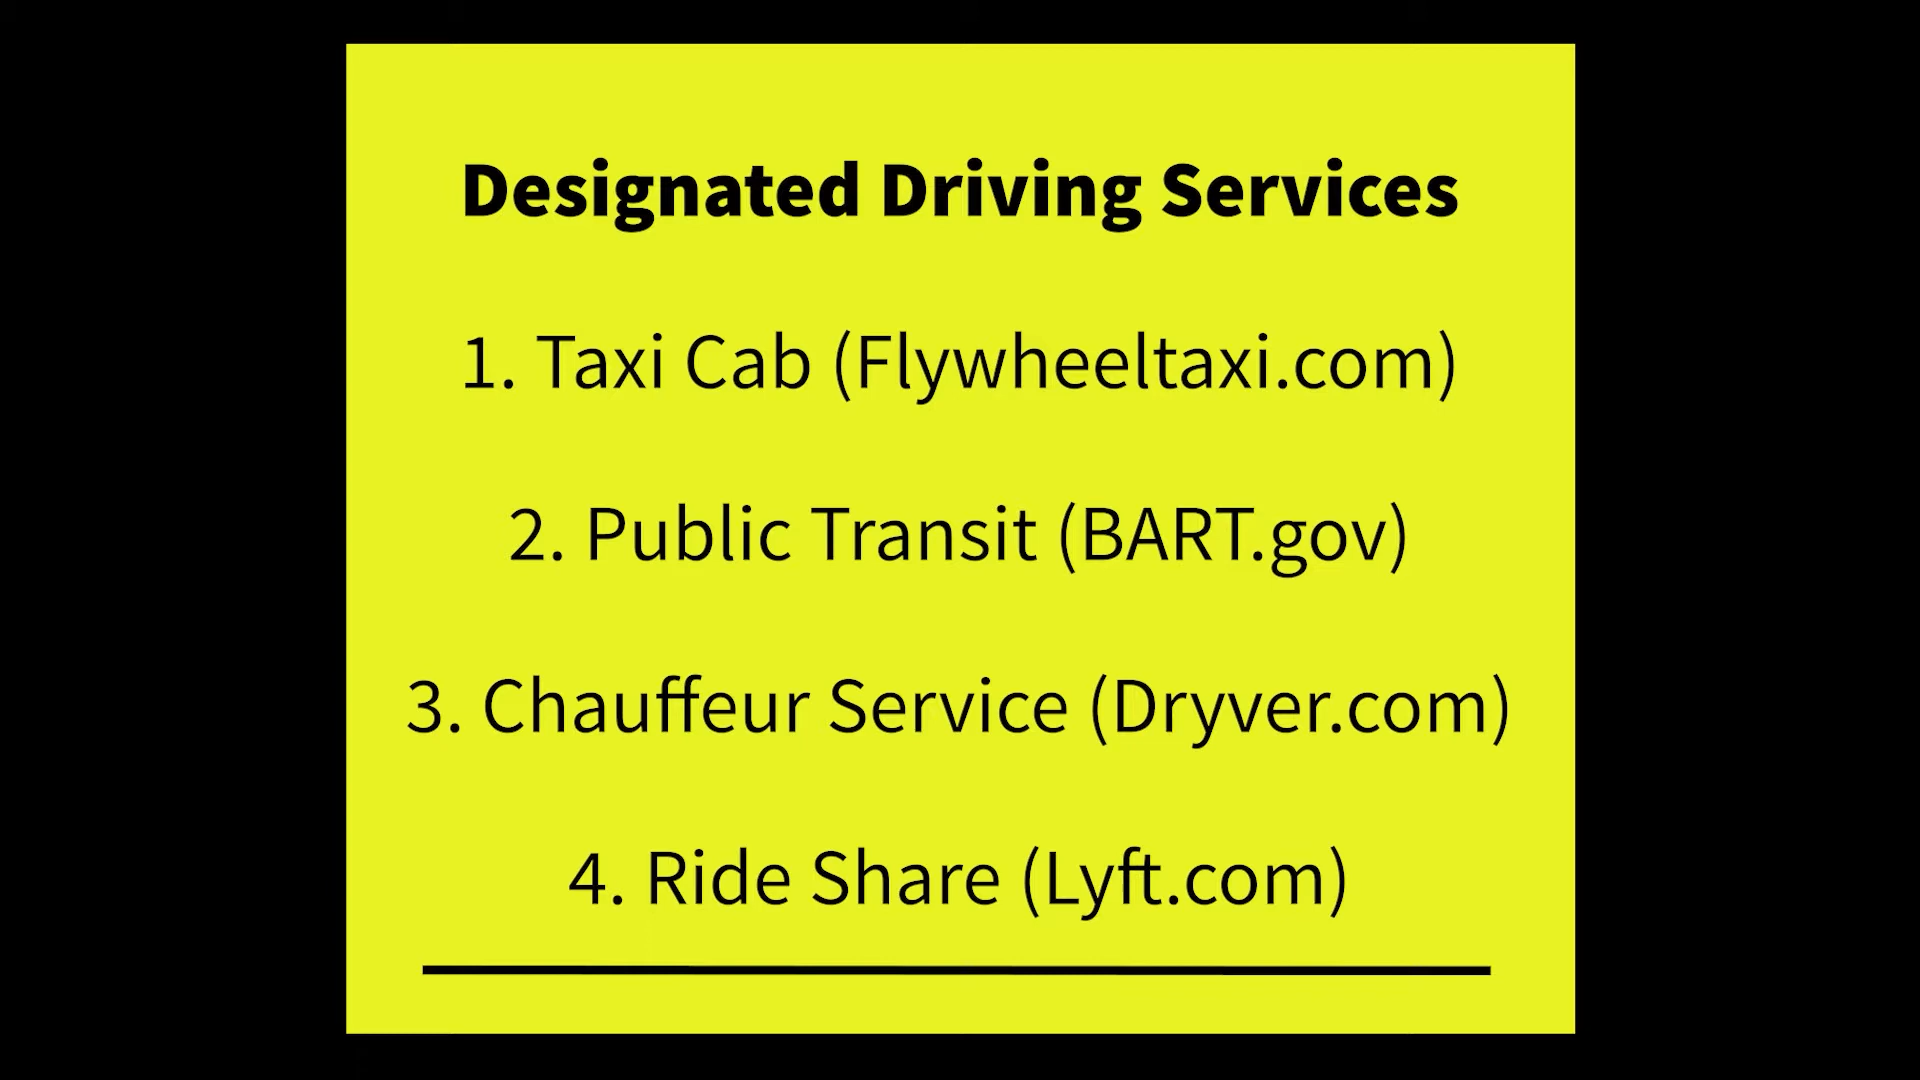 Designated Driving Services
1. Taxi Cab (Flywheeltaxi.com)
2. Public Transit (BART.gov)
3. Chauffeur Service (Dryver.com)
4. Ride Share (Lyft.com)